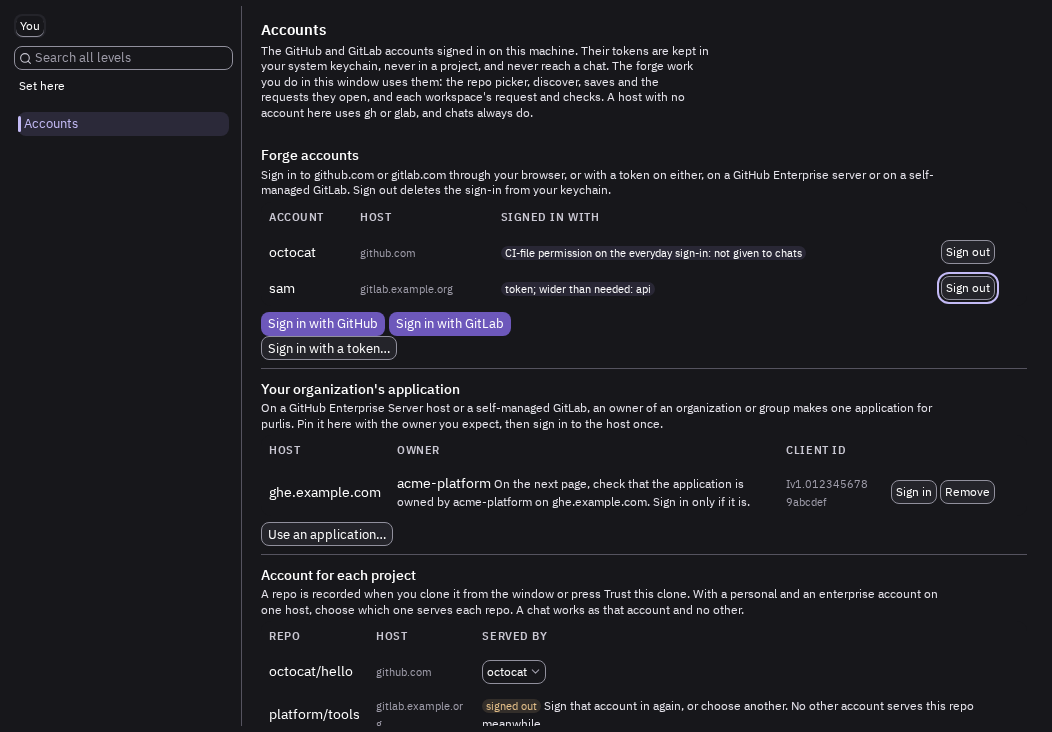 You
Search all levels
Set here
Accounts
Accounts
The GitHub and GitLab accounts signed in on this machine. Their tokens are kept in
your system keychain, never in a project, and never reach a chat. The forge work
you do in this window uses them: the repo picker, discover, saves and the
requests they open, and each workspace's request and checks. A host with no
account here uses gh or glab, and chats always do.
Forge accounts
Sign in to github.com or gitlab.com through your browser, or with a token on either, on a GitHub Enterprise server or on a self-
managed GitLab. Sign out deletes the sign-in from your keychain.
ACCOUNT HOST SIGNED IN WITH
octocat github.com CI-file permission on the everyday sign-in: not given to chats Sign out
sam gitlab.example.org token; wider than needed: api Sign out
Sign in with GitHub Sign in with GitLab
Sign in with a token...
Your organization's application
On a GitHub Enterprise Server host or a self-managed GitLab, an owner of an organization or group makes one application for
purlis. Pin it here with the owner you expect, then sign in to the host once.
HOST OWNER CLIENT ID
ghe.example.com acme-platform On the next page, check that the application is
owned by acme-platform on ghe.example.com. Sign in only if it is.
Iv1.012345678
9abcdef
Sign in Remove
Use an application...
Account for each project
A repo is recorded when you clone it from the window or press Trust this clone. With a personal and an enterprise account on
one host, choose which one serves each repo. A chat works as that account and no other.
REPO HOST SERVED BY
octocat/hello github.com octocat
platform/tools gitlab.example.or
g
signed out Sign that account in again, or choose another. No other account serves this repo
meanwhile